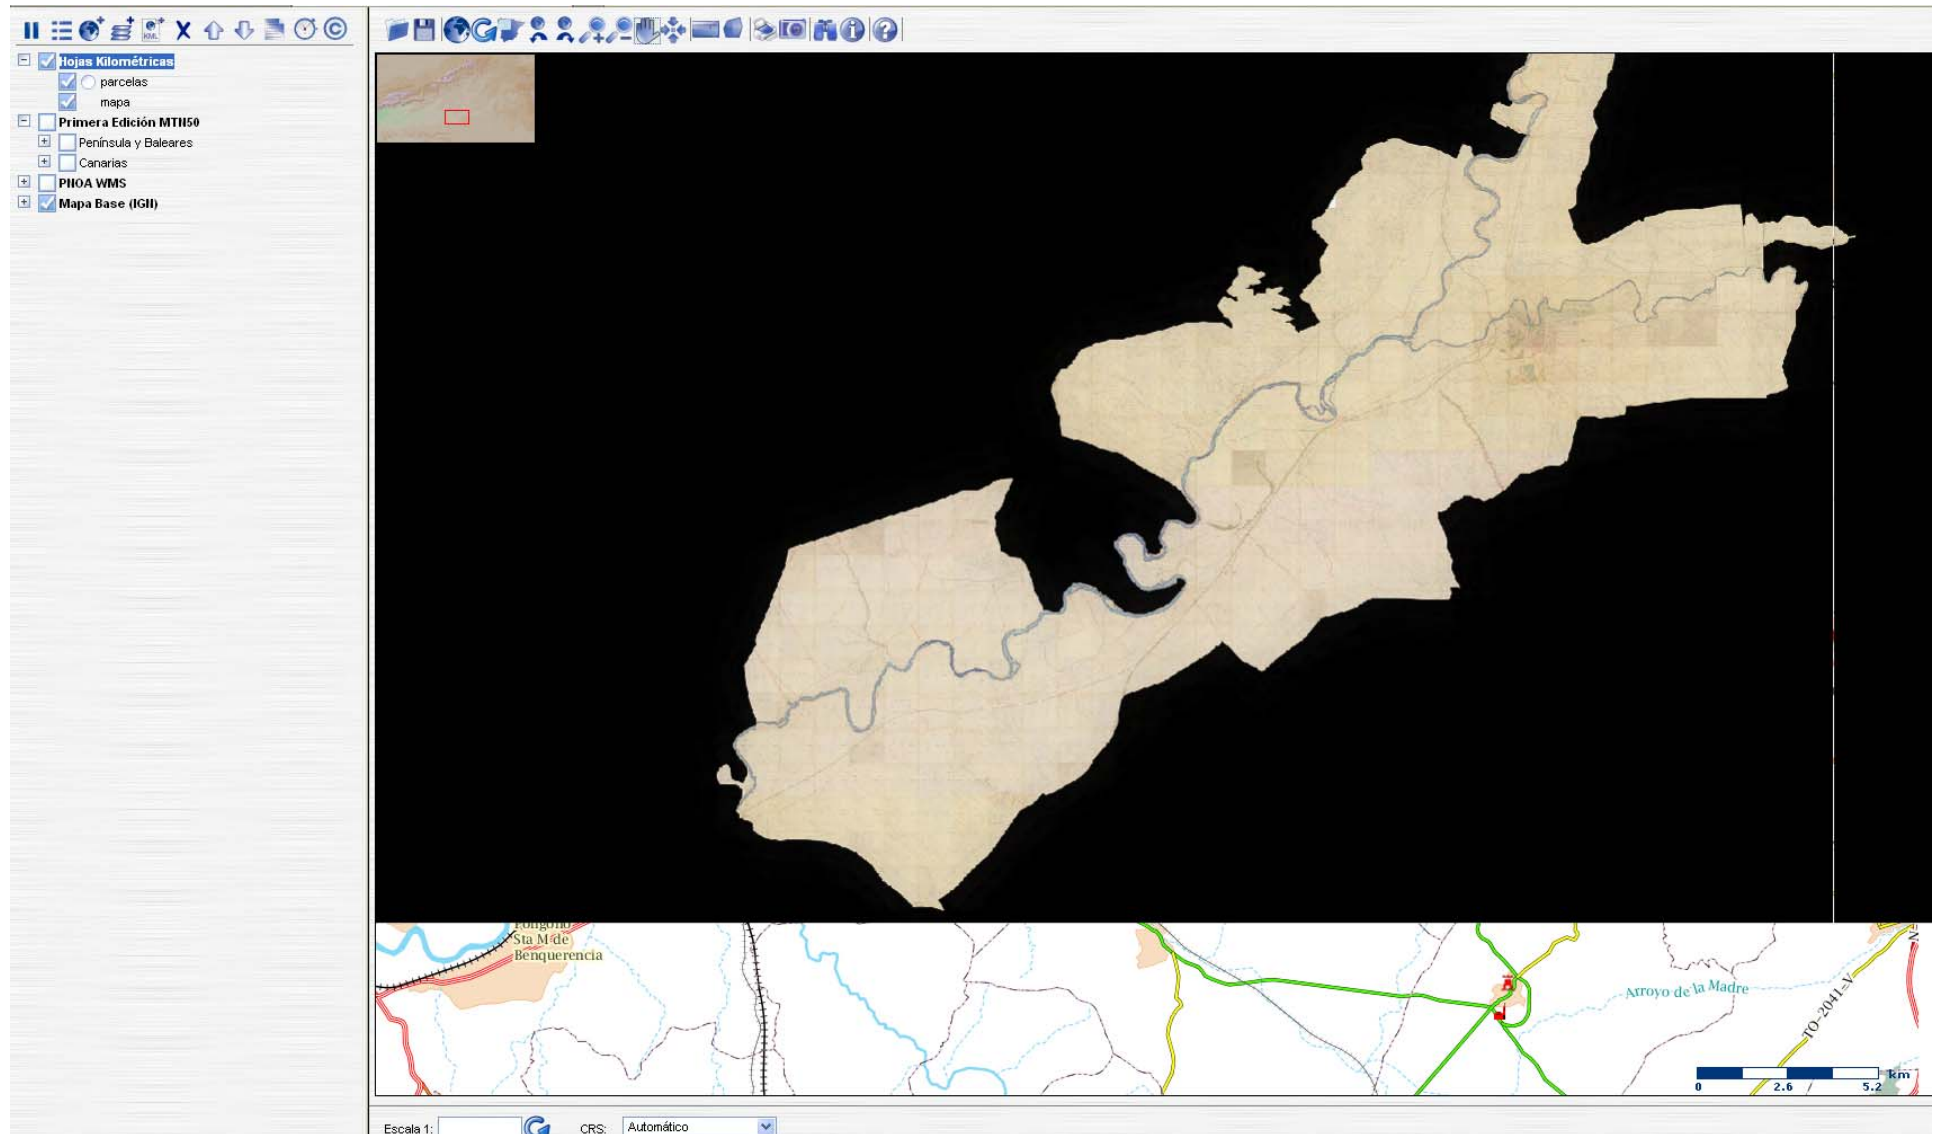 Hojas Kilométricas
parcelas
mapa
Primera Edición MTN50
Península y Baleares
Canarias
PNOA WMS
Mapa Base (IGN)
Polígono
Sta M de
Benquerencia
Arroyo de la Madre
TO-2041=V
N
0 2.6 5.2 km
Escala 1:
CRS: Automático